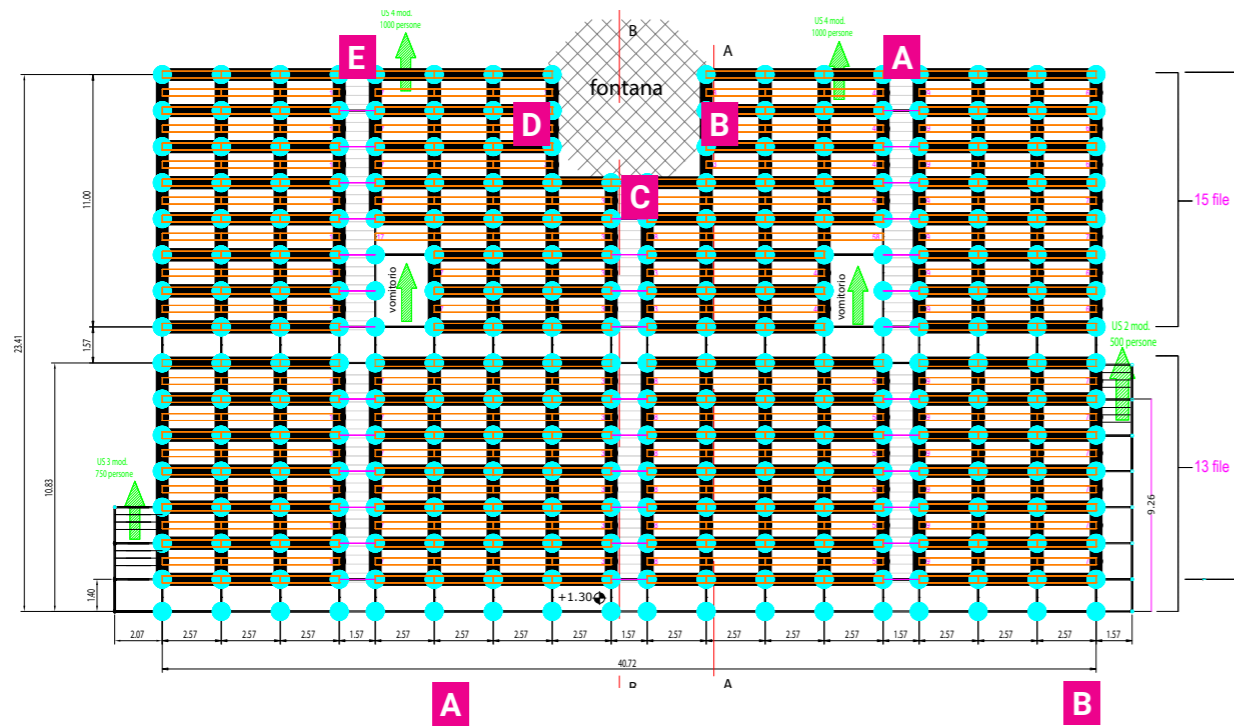 US 4 mod.
1000 persone
B
US 4 mod.
1000 persone
A
E
A
fontana
D
B
C
11.00
15 file
vomitorio
vomitorio
23.41
1.57
US 2 mod.
500 persone
US 3 mod.
750 persone
10.83
13 file
9.26
1.40
+1.30
2.07
2.57
2.57
2.57
1.57
2.57
2.57
2.57
2.57
1.57
2.57
2.57
2.57
2.57
1.57
2.57
2.57
2.57
1.57
40.72
B
A
A
B